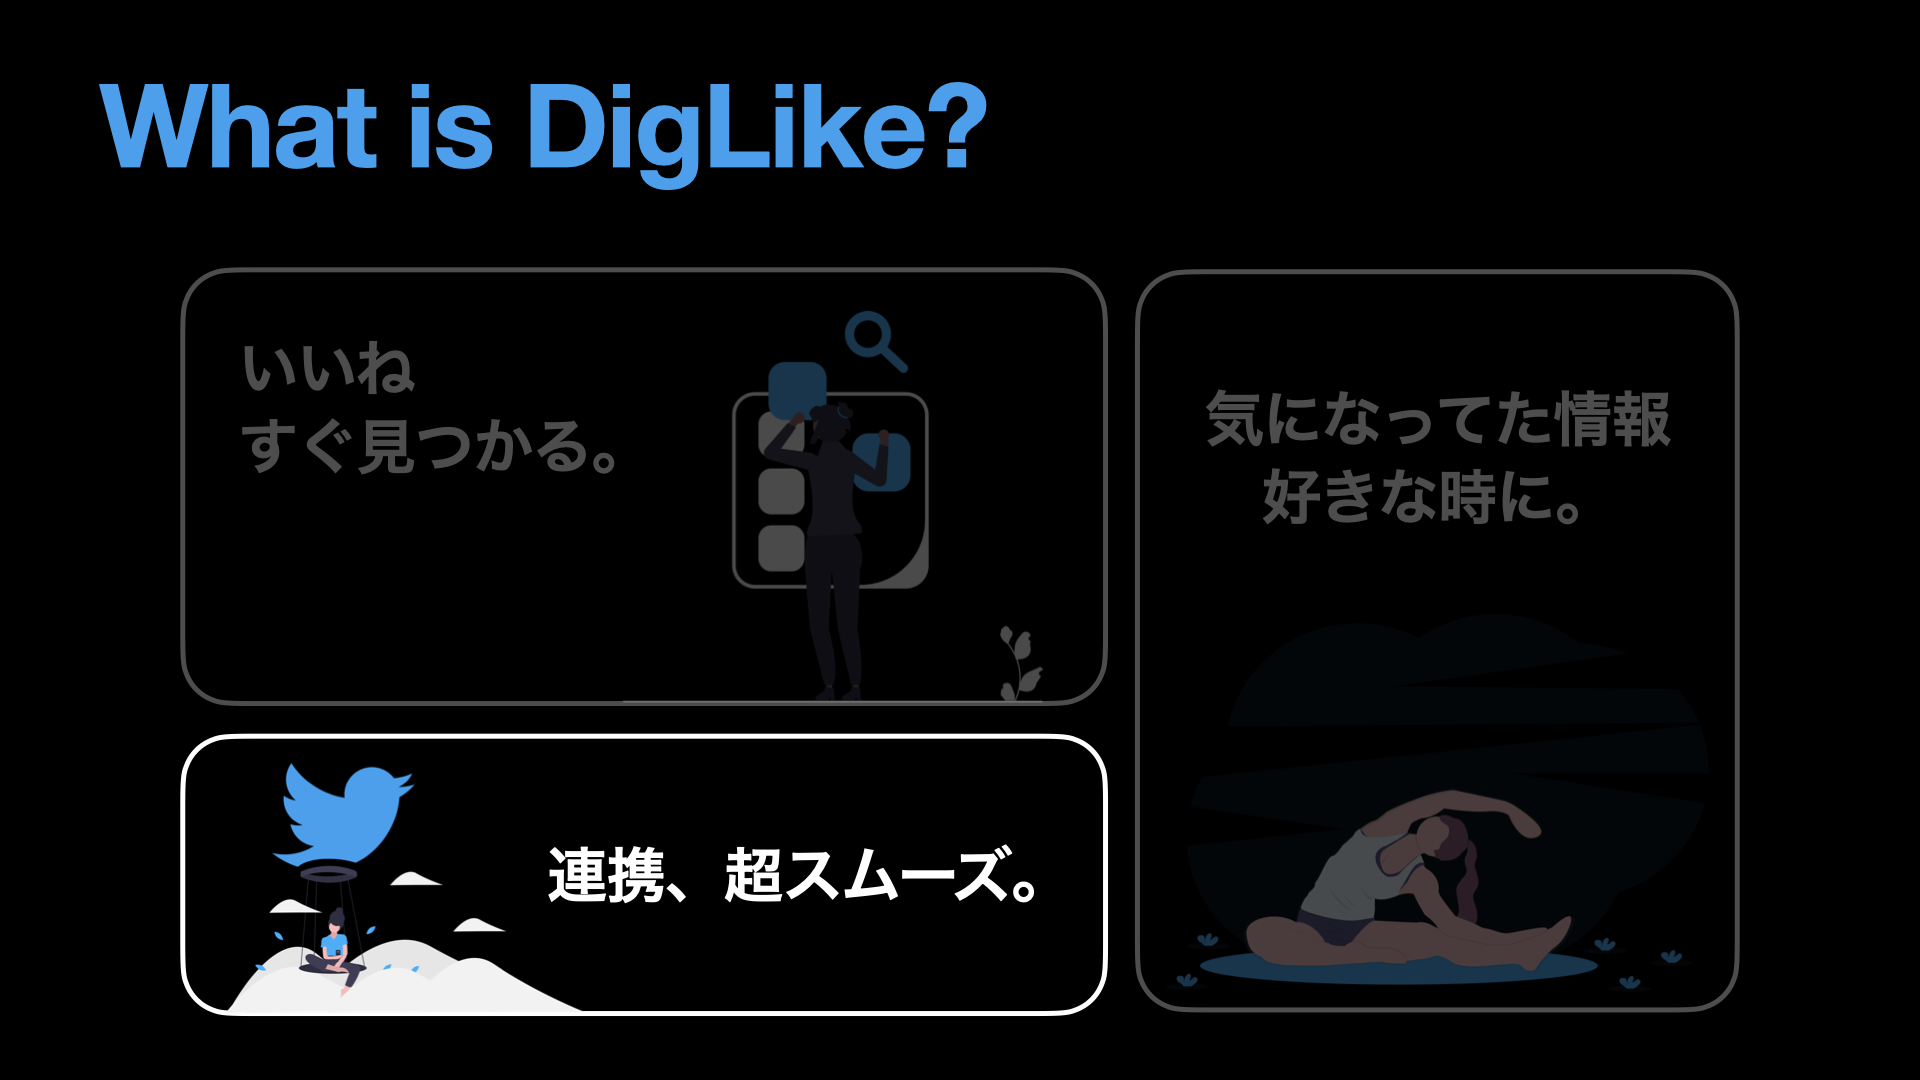 What is DigLike?
いいね
すぐ見つかる。
気になってた情報
好きな時に。
連携、超スムーズ。